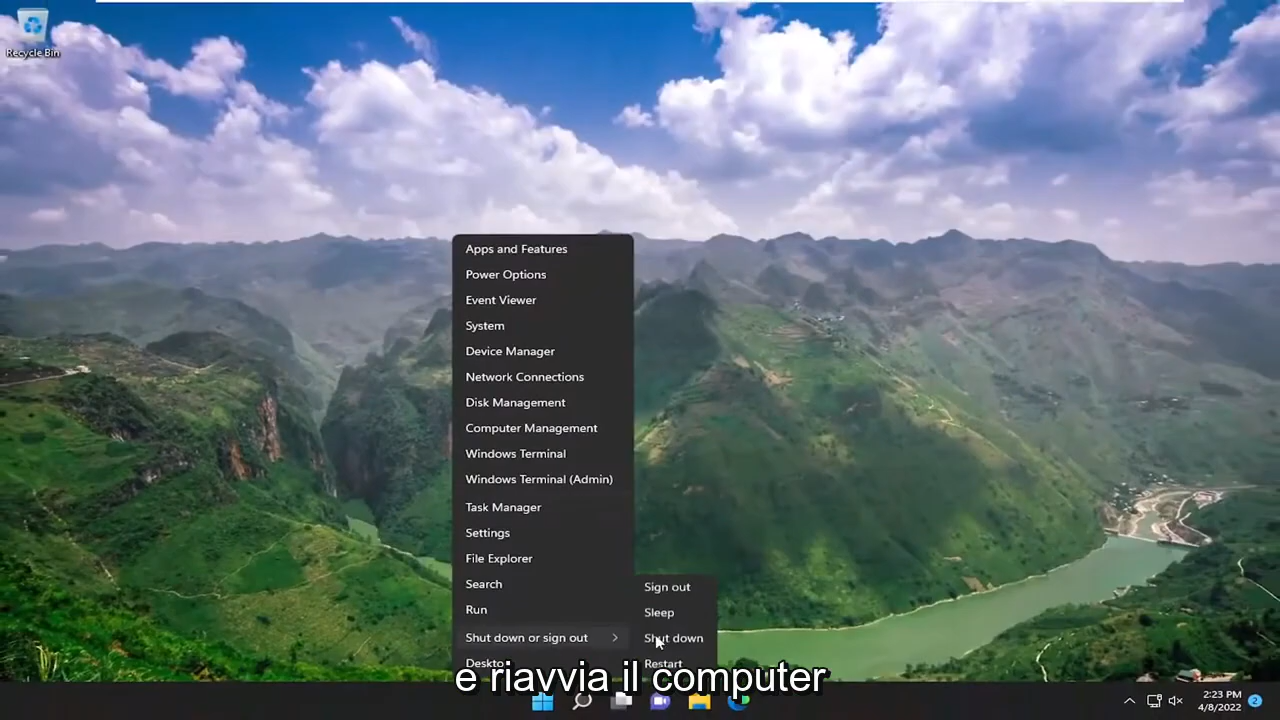 Recycle Bin
Apps and Features
Power Options
Event Viewer
System
Device Manager
Network Connections
Disk Management
Computer Management
Windows Terminal
Windows Terminal (Admin)
Task Manager
Settings
File Explorer
Search
Run
Shut down or sign out
Sign out
Sleep
Shut down
Restart
e riavvia il computer
2:23 PM
4/8/2022
2